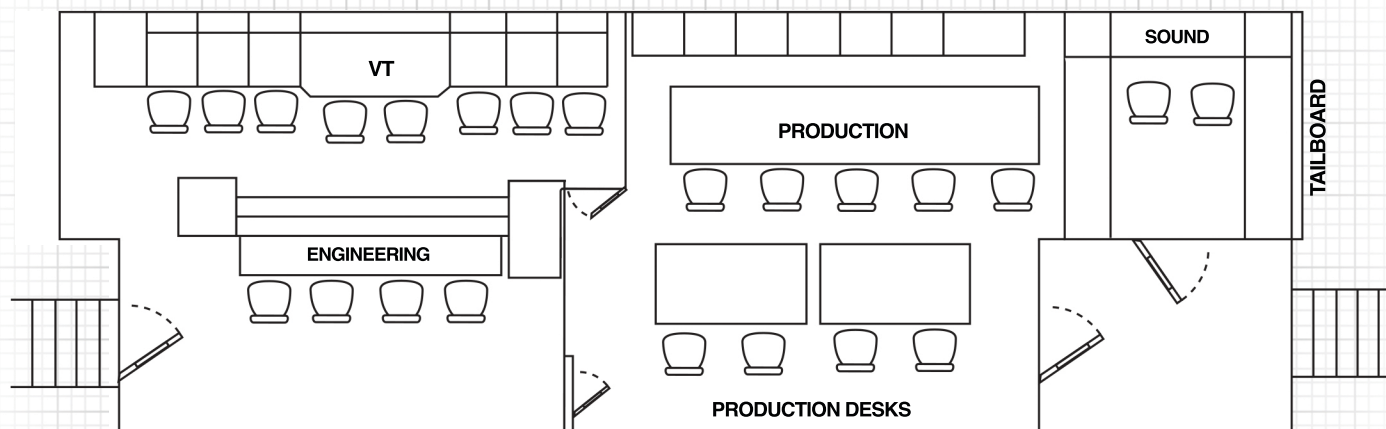 VT
SOUND
PRODUCTION
TAILBOARD
ENGINEERING
PRODUCTION DESKS